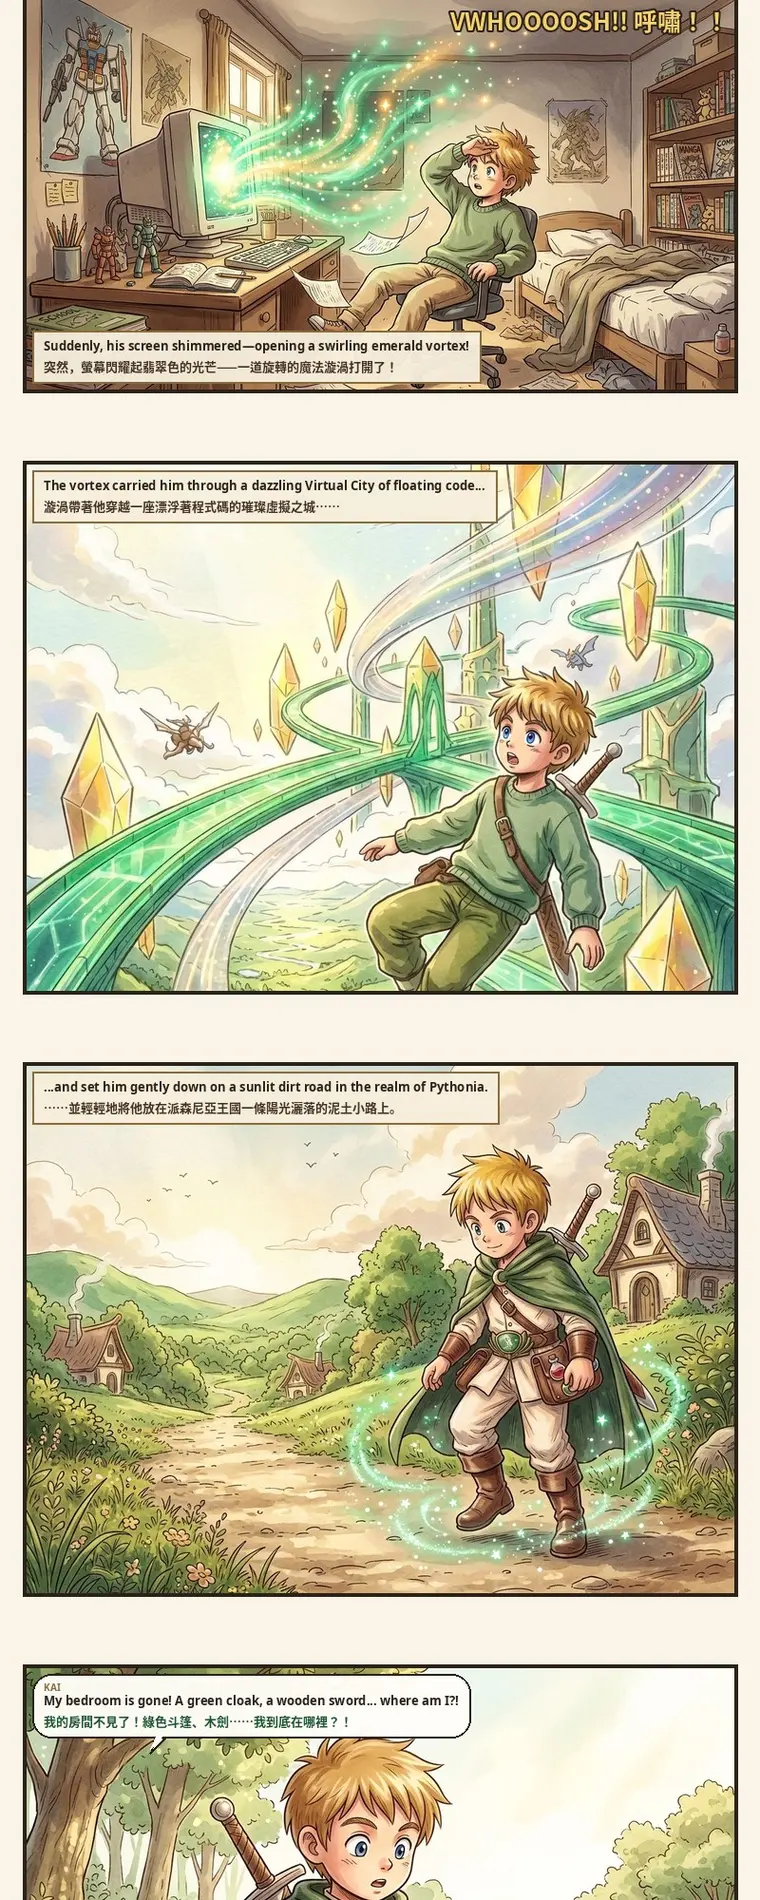 VWHOOOOSH!! 呼嘯！！
MANGA
COMI
SCHOOL
Suddenly, his screen shimmered—opening a swirling emerald vortex!
突然，螢幕閃耀起翡翠色的光芒——一道旋轉的魔法漩渦打開了！
The vortex carried him through a dazzling Virtual City of floating code...
漩渦帶著他穿越一座漂浮著程式碼的璀璨虛擬之城⋯⋯
...and set him gently down on a sunlit dirt road in the realm of Pythonia.
⋯⋯並輕輕地將他放在派森尼亞王國一條陽光灑落的泥土小路上。
KAI
My bedroom is gone! A green cloak, a wooden sword... where am I?!
我的房間不見了！綠色斗篷、木劍⋯⋯我到底在哪裡？！